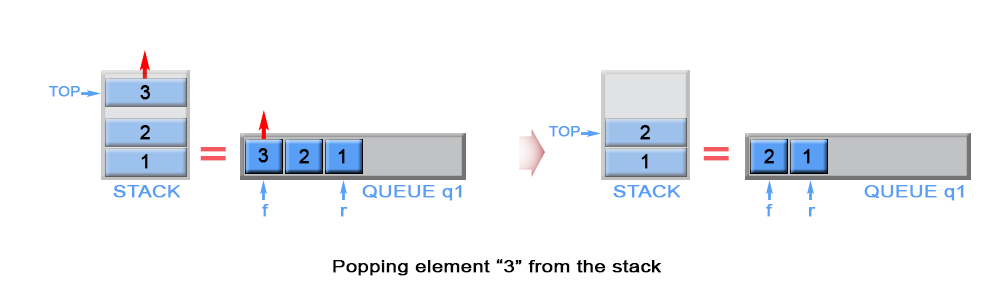 TOP
3
2
1
STACK
3 2 1
QUEUE q1
f r
TOP
2
1
STACK
2 1
QUEUE q1
f r
Popping element “3” from the stack